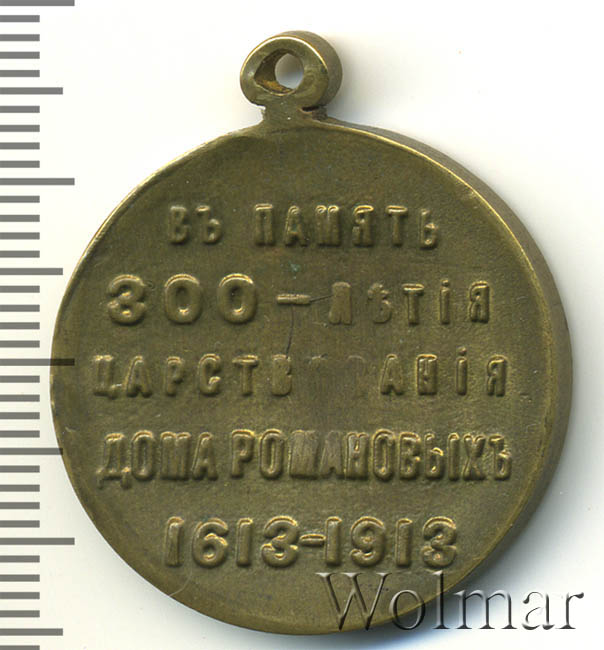 ВЪ ПАМЯТЬ
300-ЛѢТІЯ
ЦАРСТВОВАНІЯ
ДОМА РОМАНОВЫХЪ
1613-1913
Wolmar